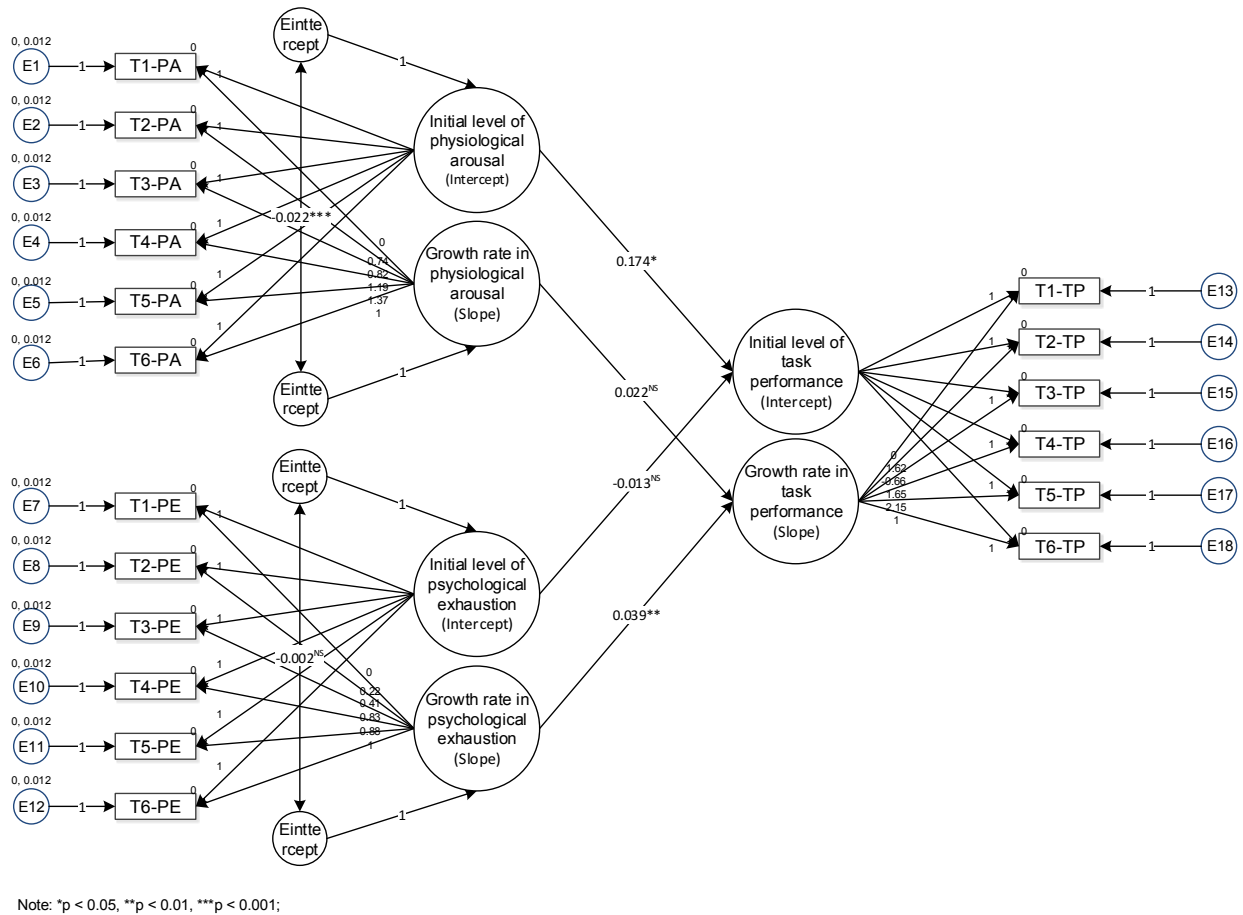 0, 0.012
E1
1
0
T1-PA
1
0, 0.012
E2
1
0
T2-PA
1
0, 0.012
E3
1
0
T3-PA
1
0, 0.012
E4
1
0
T4-PA
1
0, 0.012
E5
1
0
T5-PA
1
0, 0.012
E6
1
0
T6-PA
1
Eintte
rcept
1
Initial level of
physiological
arousal
(Intercept)
-0.022***
0
0.74
0.82
1.19
1.37
1
Growth rate in
physiological
arousal
(Slope)
Eintte
rcept
1
0, 0.012
E7
1
0
T1-PE
1
0, 0.012
E8
1
0
T2-PE
1
0, 0.012
E9
1
0
T3-PE
1
0, 0.012
E10
1
0
T4-PE
1
0, 0.012
E11
1
0
T5-PE
1
0, 0.012
E12
1
0
T6-PE
1
Eintte
rcept
1
Initial level of
psychological
exhaustion
(Intercept)
-0.002NS
0
0.22
0.41
0.83
0.88
1
Growth rate in
psychological
exhaustion
(Slope)
Eintte
rcept
1
0.174*
0.022NS
-0.013NS
0.039**
Initial level of
task
performance
(Intercept)
Growth rate in
task
performance
(Slope)
0
1.65
2.15
1
1
0
T1-TP
1
E13
1
0
T2-TP
1
E14
1
0
T3-TP
1
E15
1
0
T4-TP
1
E16
1
0
T5-TP
1
E17
1
0
T6-TP
1
E18
Note: *p < 0.05, **p < 0.01, ***p < 0.001;